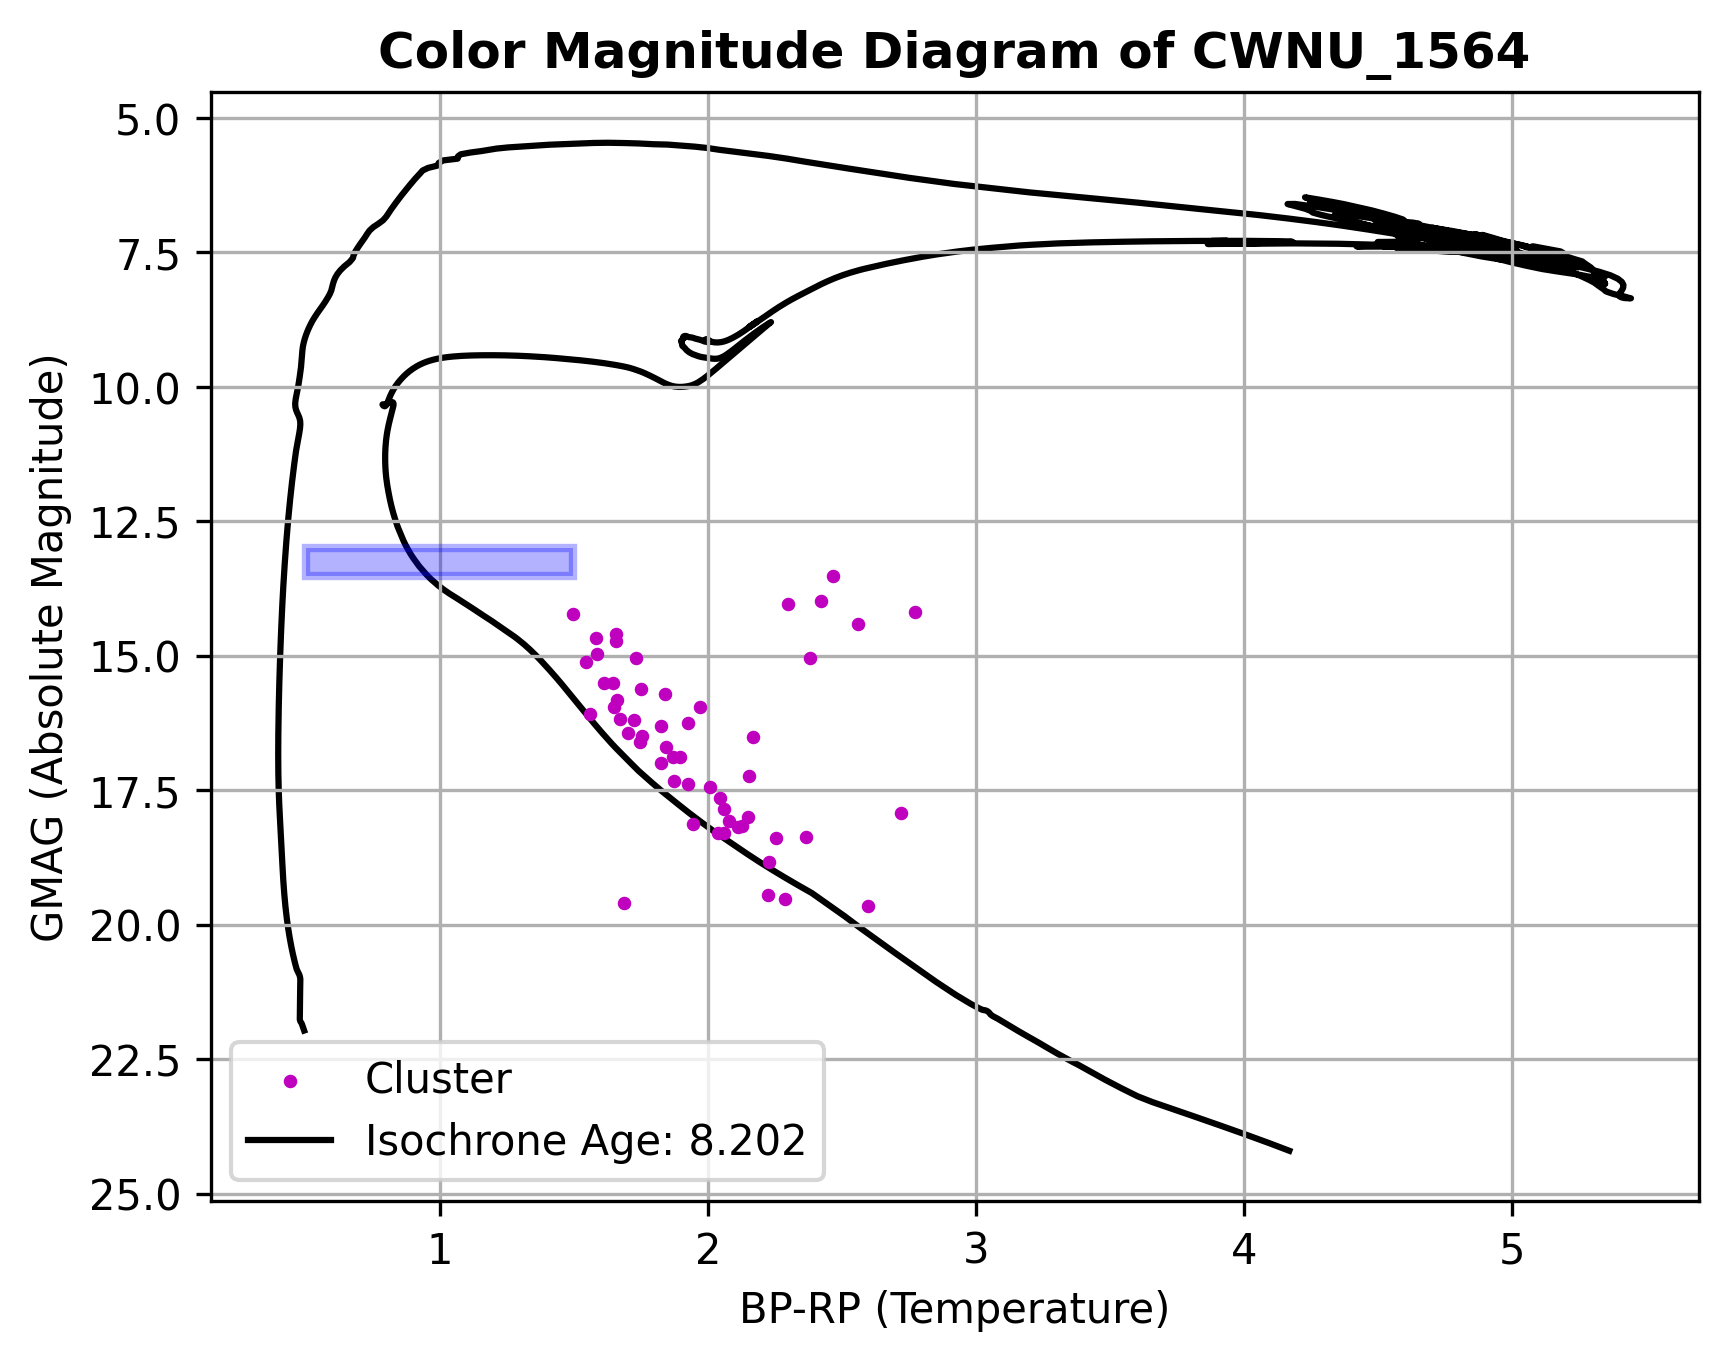 Color Magnitude Diagram of CWNU_1564
GMAG (Absolute Magnitude)
5.0
7.5
10.0
12.5
15.0
17.5
20.0
22.5
25.0
Cluster
Isochrone Age: 8.202
1 2 3 4 5
BP-RP (Temperature)